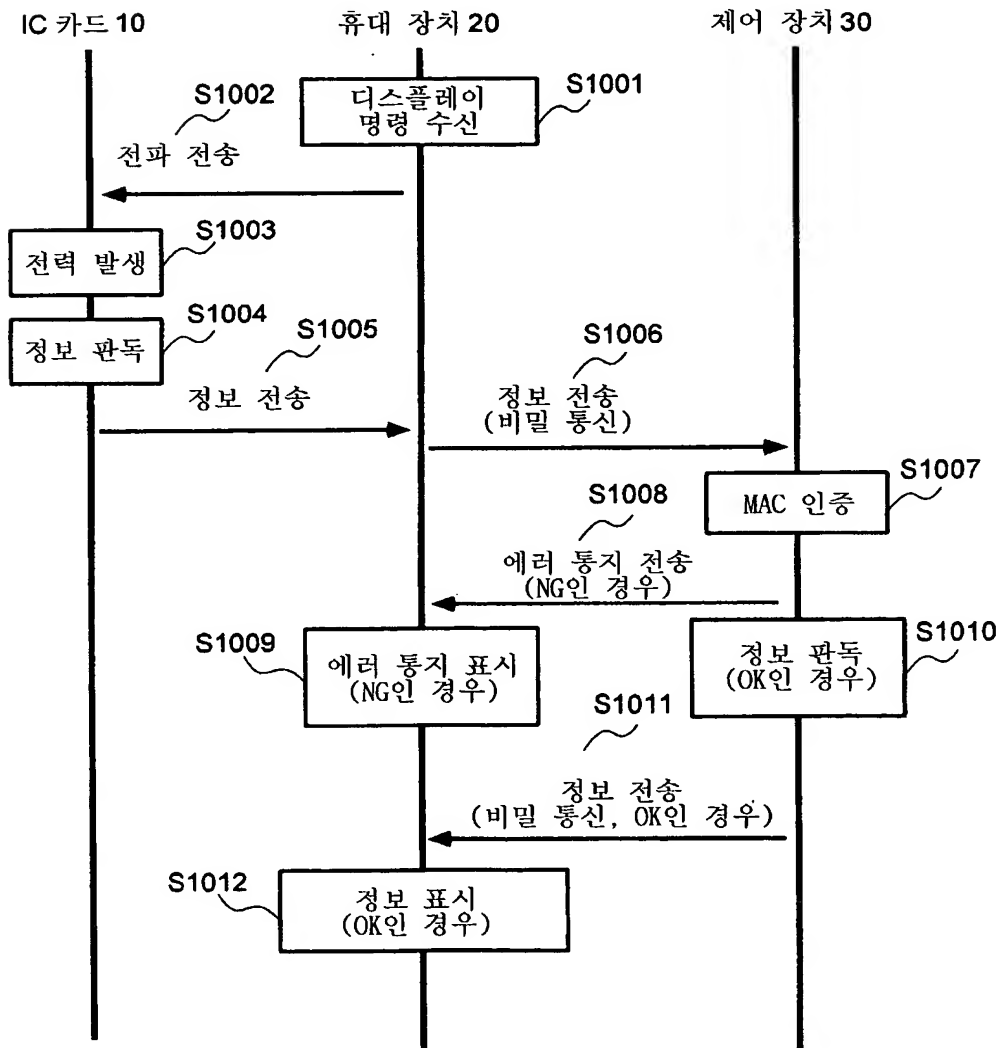 IC 카드 10
휴대 장치 20
제어 장치 30
S1001
디스플레이
명령 수신
S1002
전파 전송
S1003
전력 발생
S1004
정보 판독
S1005
정보 전송
S1006
정보 전송
(비밀 통신)
S1007
MAC 인증
S1008
에러 통지 전송
(NG인 경우)
S1009
에러 통지 표시
(NG인 경우)
S1010
정보 판독
(OK인 경우)
S1011
정보 전송
(비밀 통신, OK인 경우)
S1012
정보 표시
(OK인 경우)